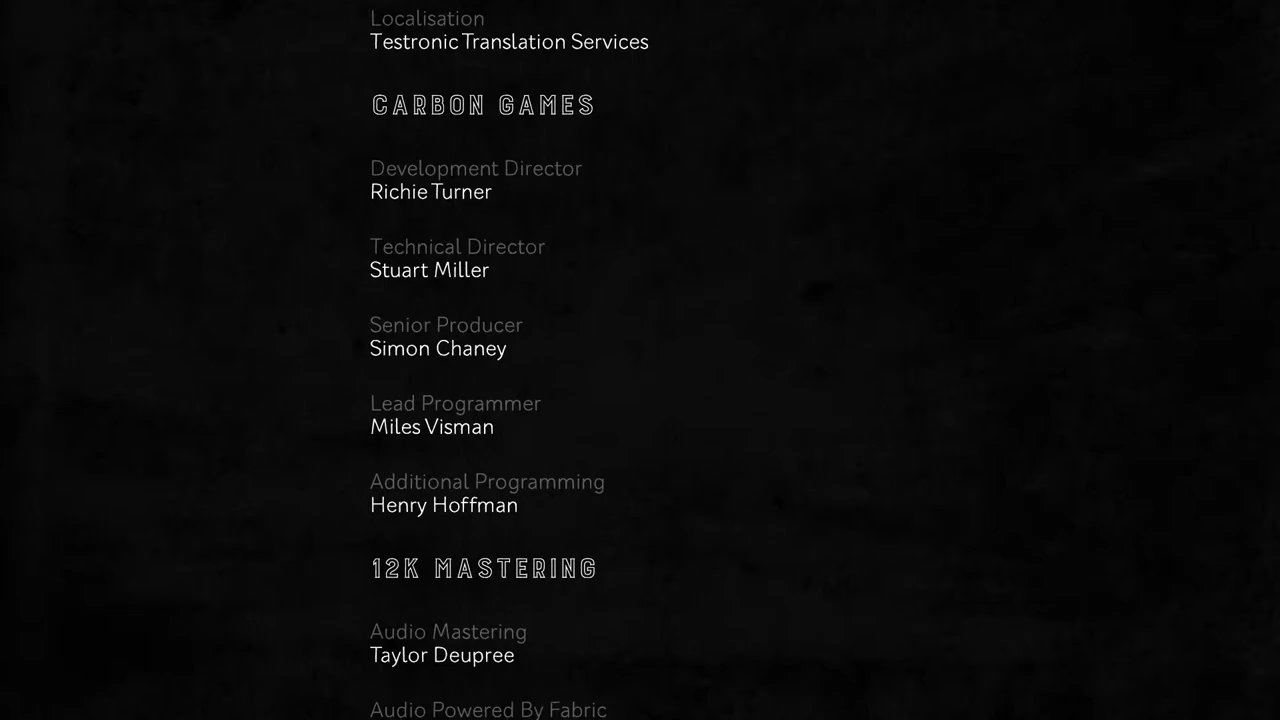 Localisation
Testronic Translation Services
CARBON GAMES
Development Director
Richie Turner
Technical Director
Stuart Miller
Senior Producer
Simon Chaney
Lead Programmer
Miles Visman
Additional Programming
Henry Hoffman
12K MASTERING
Audio Mastering
Taylor Deupree
Audio Powered By Fabric